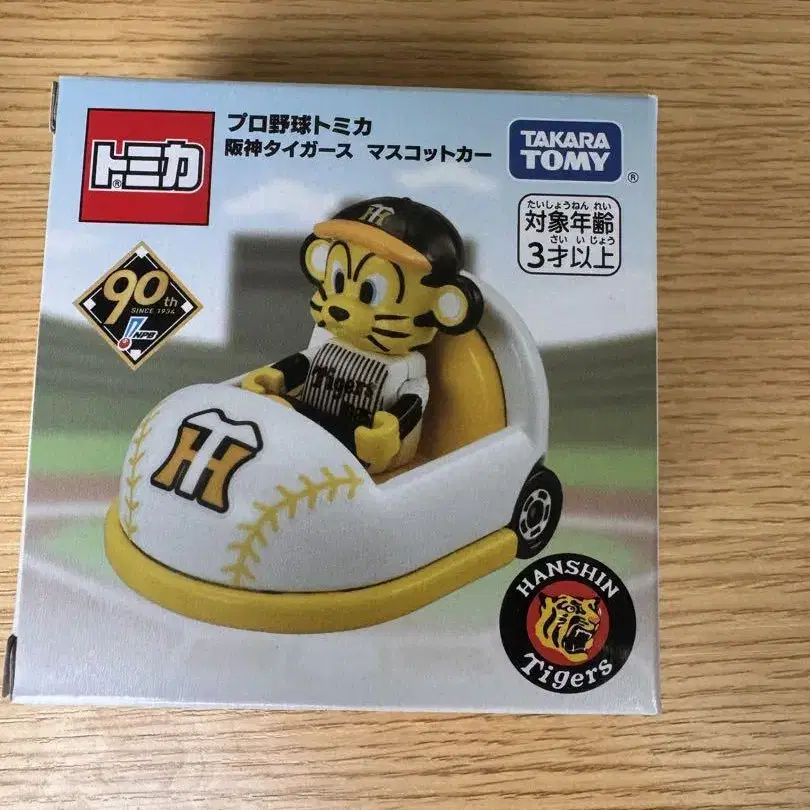 トミカ®
プロ野球トミカ
阪神タイガース マスコットカー
TAKARA
TOMY®
たいしょうねんれい
対象年齢
さいいじょう
3才以上
90th
SINCE 1934
NPB
HT
Tigers
HT
HANSHIN
Tigers